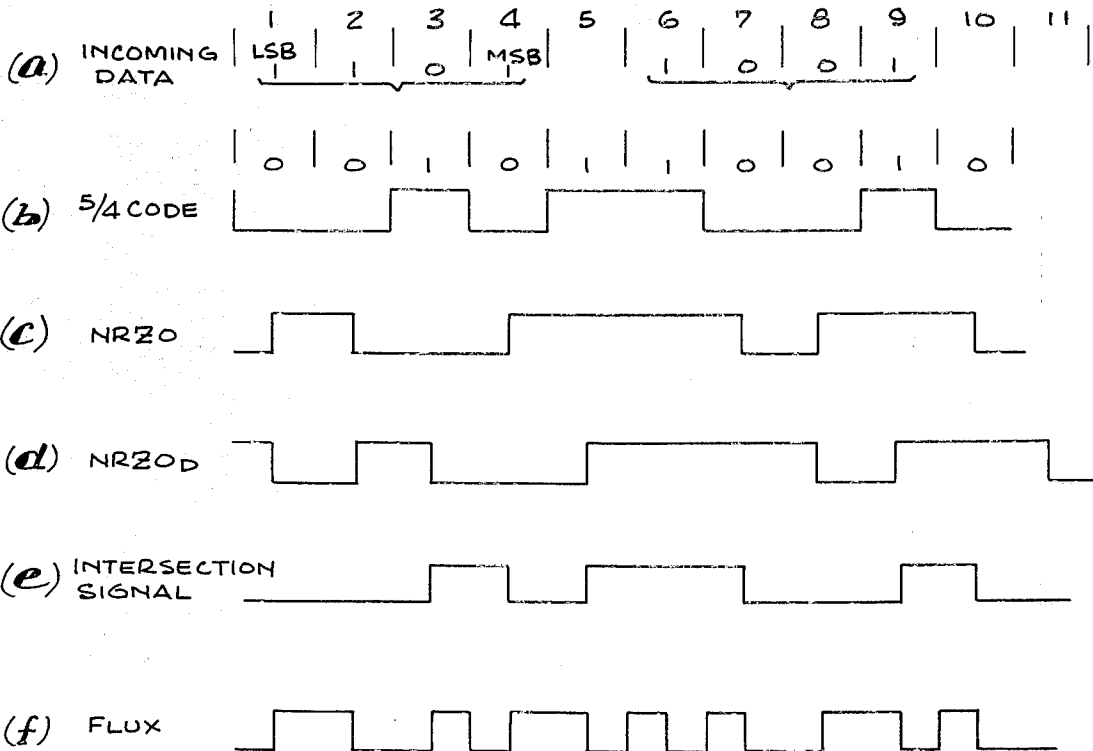 1 2 3 4 5 6 7 8 9 10 11
(a) INCOMING DATA
LSB MSB
1 1 0 1 1 0 0 1
0 0 1 0 1 1 0 0 1 0
(b) 5/4 CODE
(c) NRZO
(d) NRZOD
(e) INTERSECTION SIGNAL
(f) FLUX